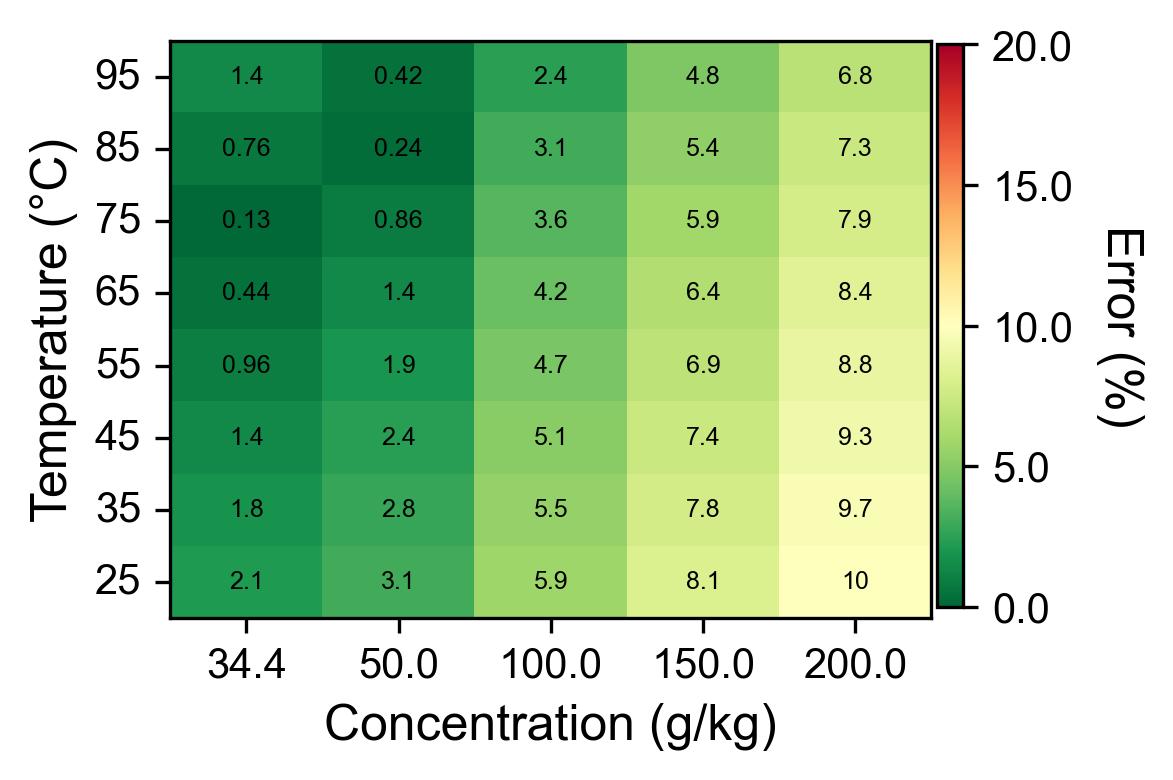 95 1.4 0.42 2.4 4.8 6.8
85 0.76 0.24 3.1 5.4 7.3
75 0.13 0.86 3.6 5.9 7.9
65 0.44 1.4 4.2 6.4 8.4
55 0.96 1.9 4.7 6.9 8.8
45 1.4 2.4 5.1 7.4 9.3
35 1.8 2.8 5.5 7.8 9.7
25 2.1 3.1 5.9 8.1 10
34.4 50.0 100.0 150.0 200.0
Concentration (g/kg)
Temperature (°C)
20.0
15.0
10.0
5.0
0.0
Error (%)